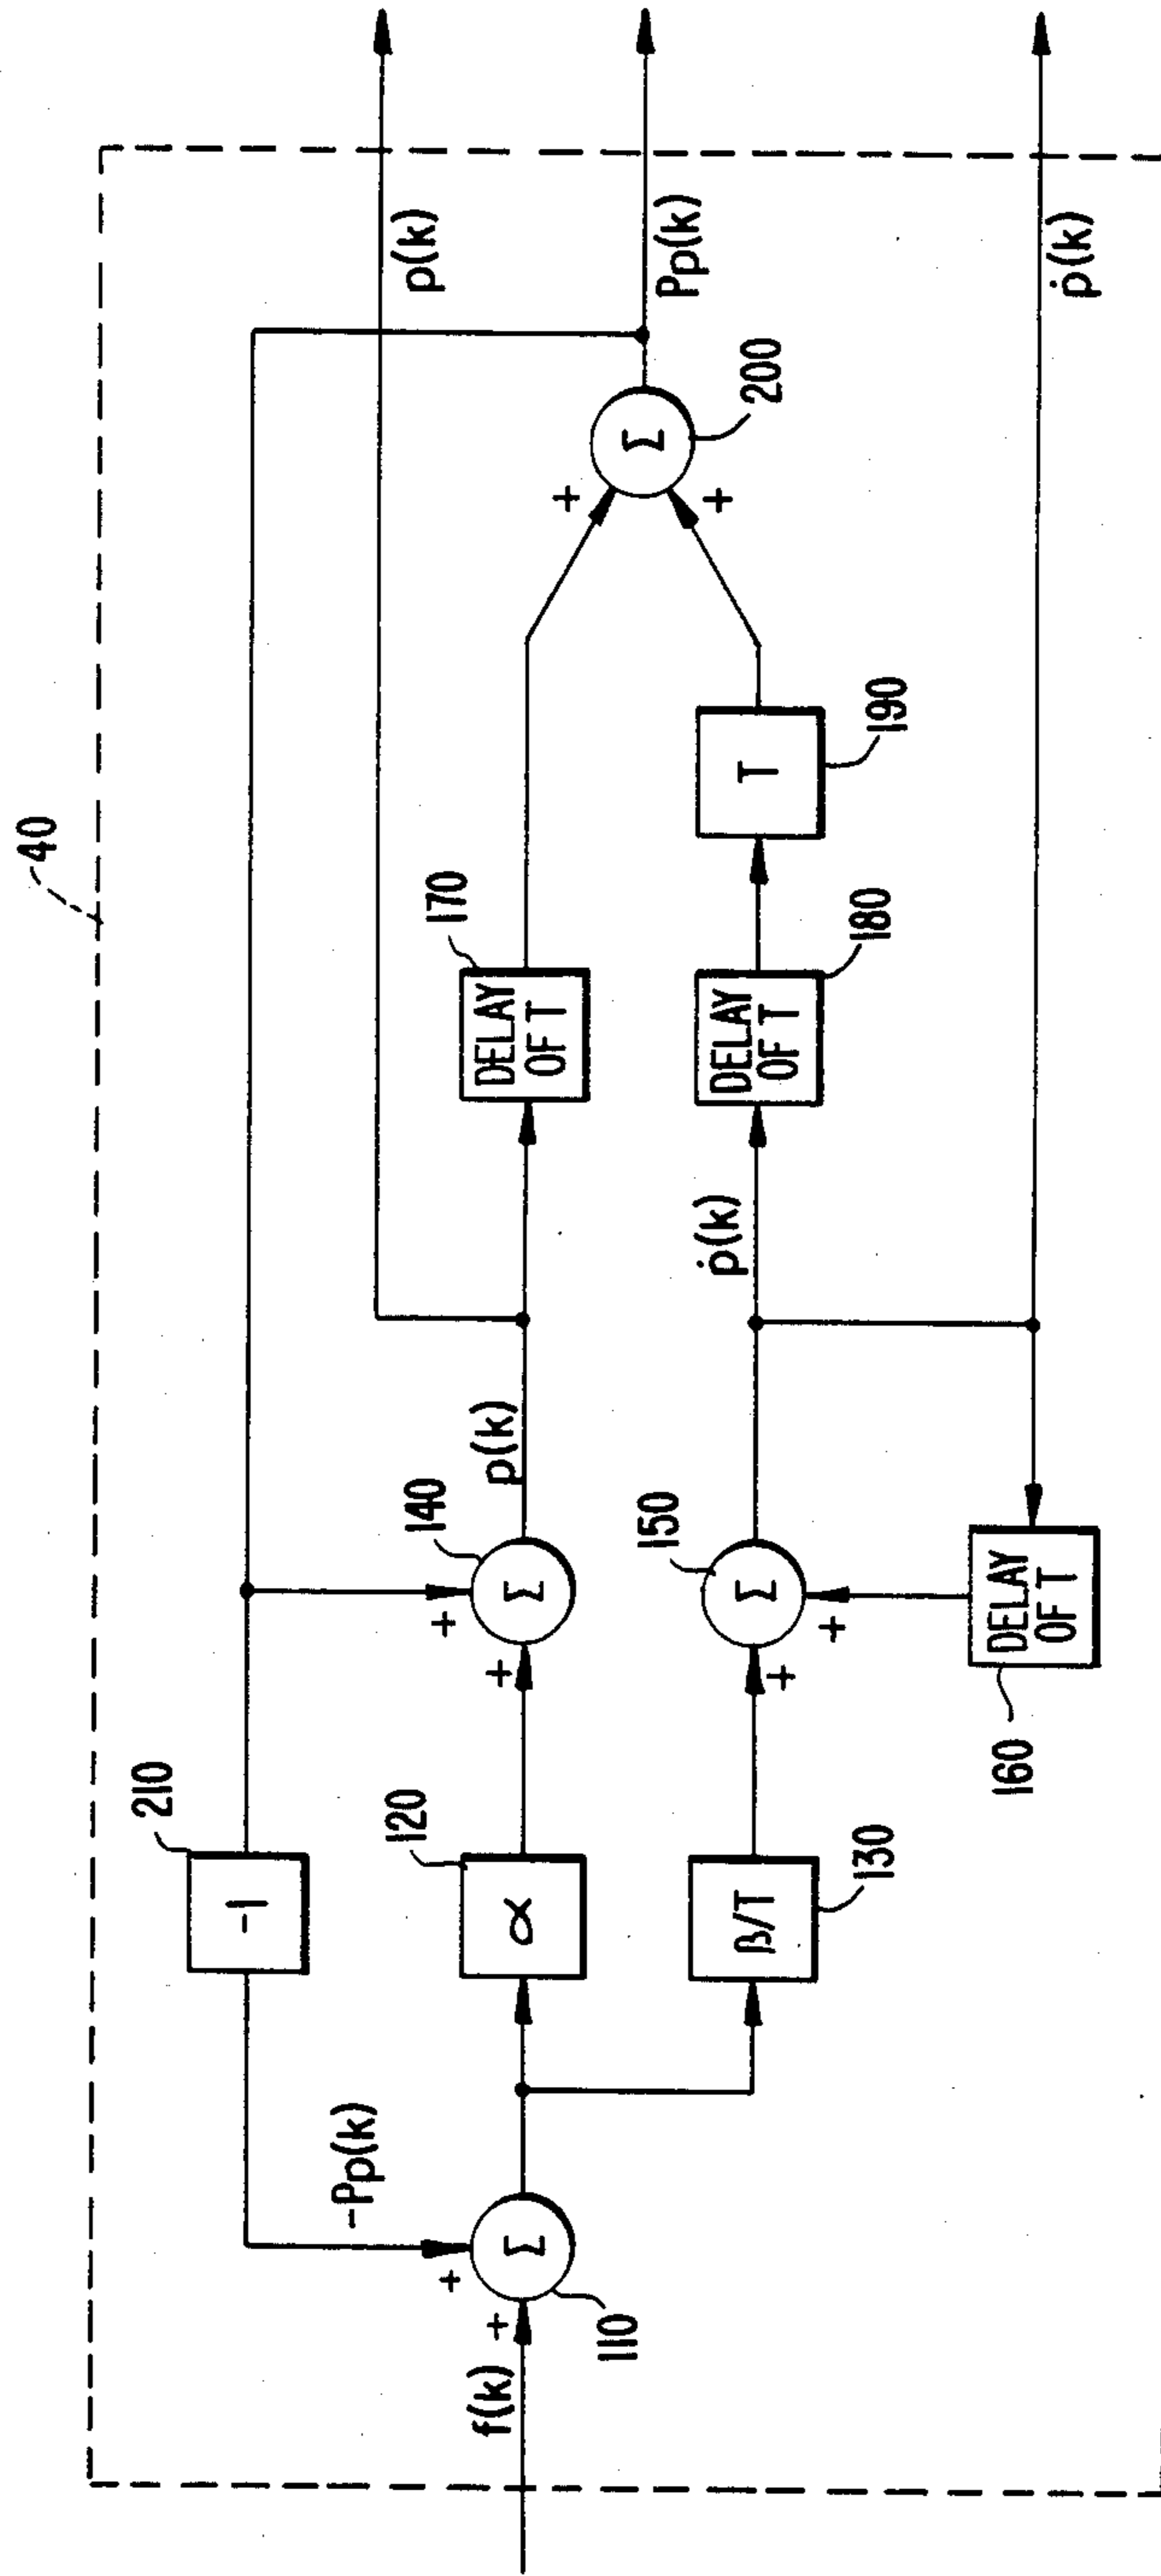 40
210
-1
-Pp(k)
p(k)
f(k)
+
+
Σ
110
α
120
+
+
Σ
140
p(k)
DELAY
OF T
170
+
+
Σ
200
Pp(k)
β/T
130
+
+
Σ
150
ṗ(k)
DELAY
OF T
180
T
190
DELAY
OF T
160
ṗ(k)